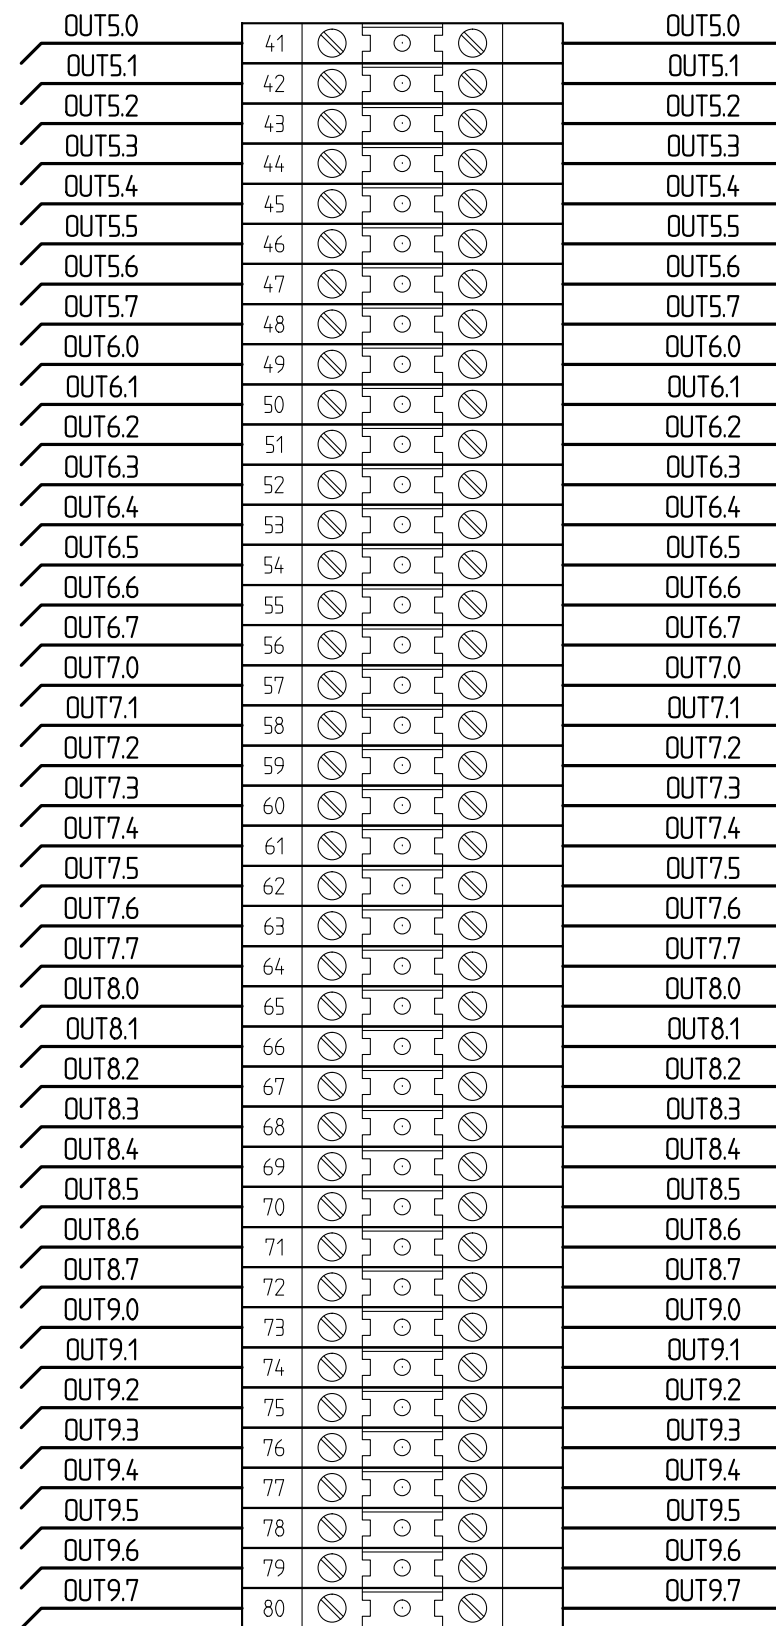 OUT5.0 41 OUT5.0
OUT5.1 42 OUT5.1
OUT5.2 43 OUT5.2
OUT5.3 44 OUT5.3
OUT5.4 45 OUT5.4
OUT5.5 46 OUT5.5
OUT5.6 47 OUT5.6
OUT5.7 48 OUT5.7
OUT6.0 49 OUT6.0
OUT6.1 50 OUT6.1
OUT6.2 51 OUT6.2
OUT6.3 52 OUT6.3
OUT6.4 53 OUT6.4
OUT6.5 54 OUT6.5
OUT6.6 55 OUT6.6
OUT6.7 56 OUT6.7
OUT7.0 57 OUT7.0
OUT7.1 58 OUT7.1
OUT7.2 59 OUT7.2
OUT7.3 60 OUT7.3
OUT7.4 61 OUT7.4
OUT7.5 62 OUT7.5
OUT7.6 63 OUT7.6
OUT7.7 64 OUT7.7
OUT8.0 65 OUT8.0
OUT8.1 66 OUT8.1
OUT8.2 67 OUT8.2
OUT8.3 68 OUT8.3
OUT8.4 69 OUT8.4
OUT8.5 70 OUT8.5
OUT8.6 71 OUT8.6
OUT8.7 72 OUT8.7
OUT9.0 73 OUT9.0
OUT9.1 74 OUT9.1
OUT9.2 75 OUT9.2
OUT9.3 76 OUT9.3
OUT9.4 77 OUT9.4
OUT9.5 78 OUT9.5
OUT9.6 79 OUT9.6
OUT9.7 80 OUT9.7